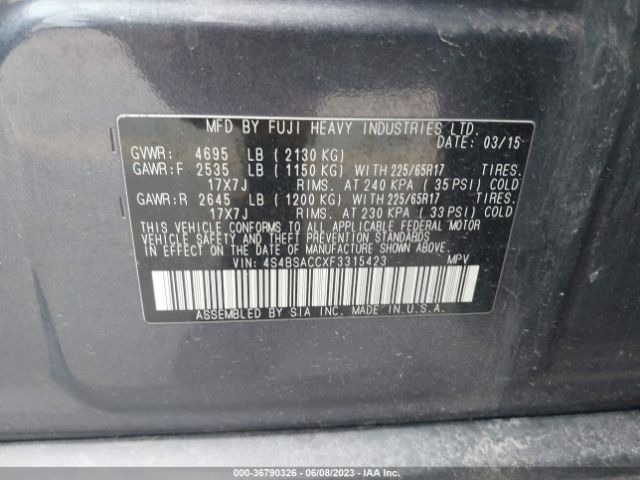 MFD BY FUJI HEAVY INDUSTRIES LTD.
DATE: 03/15
GVWR: 4695 LB (2130 KG)
GAWR:F 2535 LB (1150 KG) WITH 225/65R17 TIRES.
17X7J RIMS. AT 240 KPA (35 PSI) COLD
GAWR:R 2645 LB (1200 KG) WITH 225/65R17 TIRES.
17X7J RIMS. AT 230 KPA (33 PSI) COLD
THIS VEHICLE CONFORMS TO ALL APPLICABLE FEDERAL MOTOR
VEHICLE SAFETY AND THEFT PREVENTION STANDARDS
IN EFFECT ON THE DATE OF MANUFACTURE SHOWN ABOVE.
VIN: 4S4BSACCXF3315423 MPV
ASSEMBLED BY SIA INC. MADE IN U.S.A.
000-36790326 - 06/08/2023 - IAA Inc.